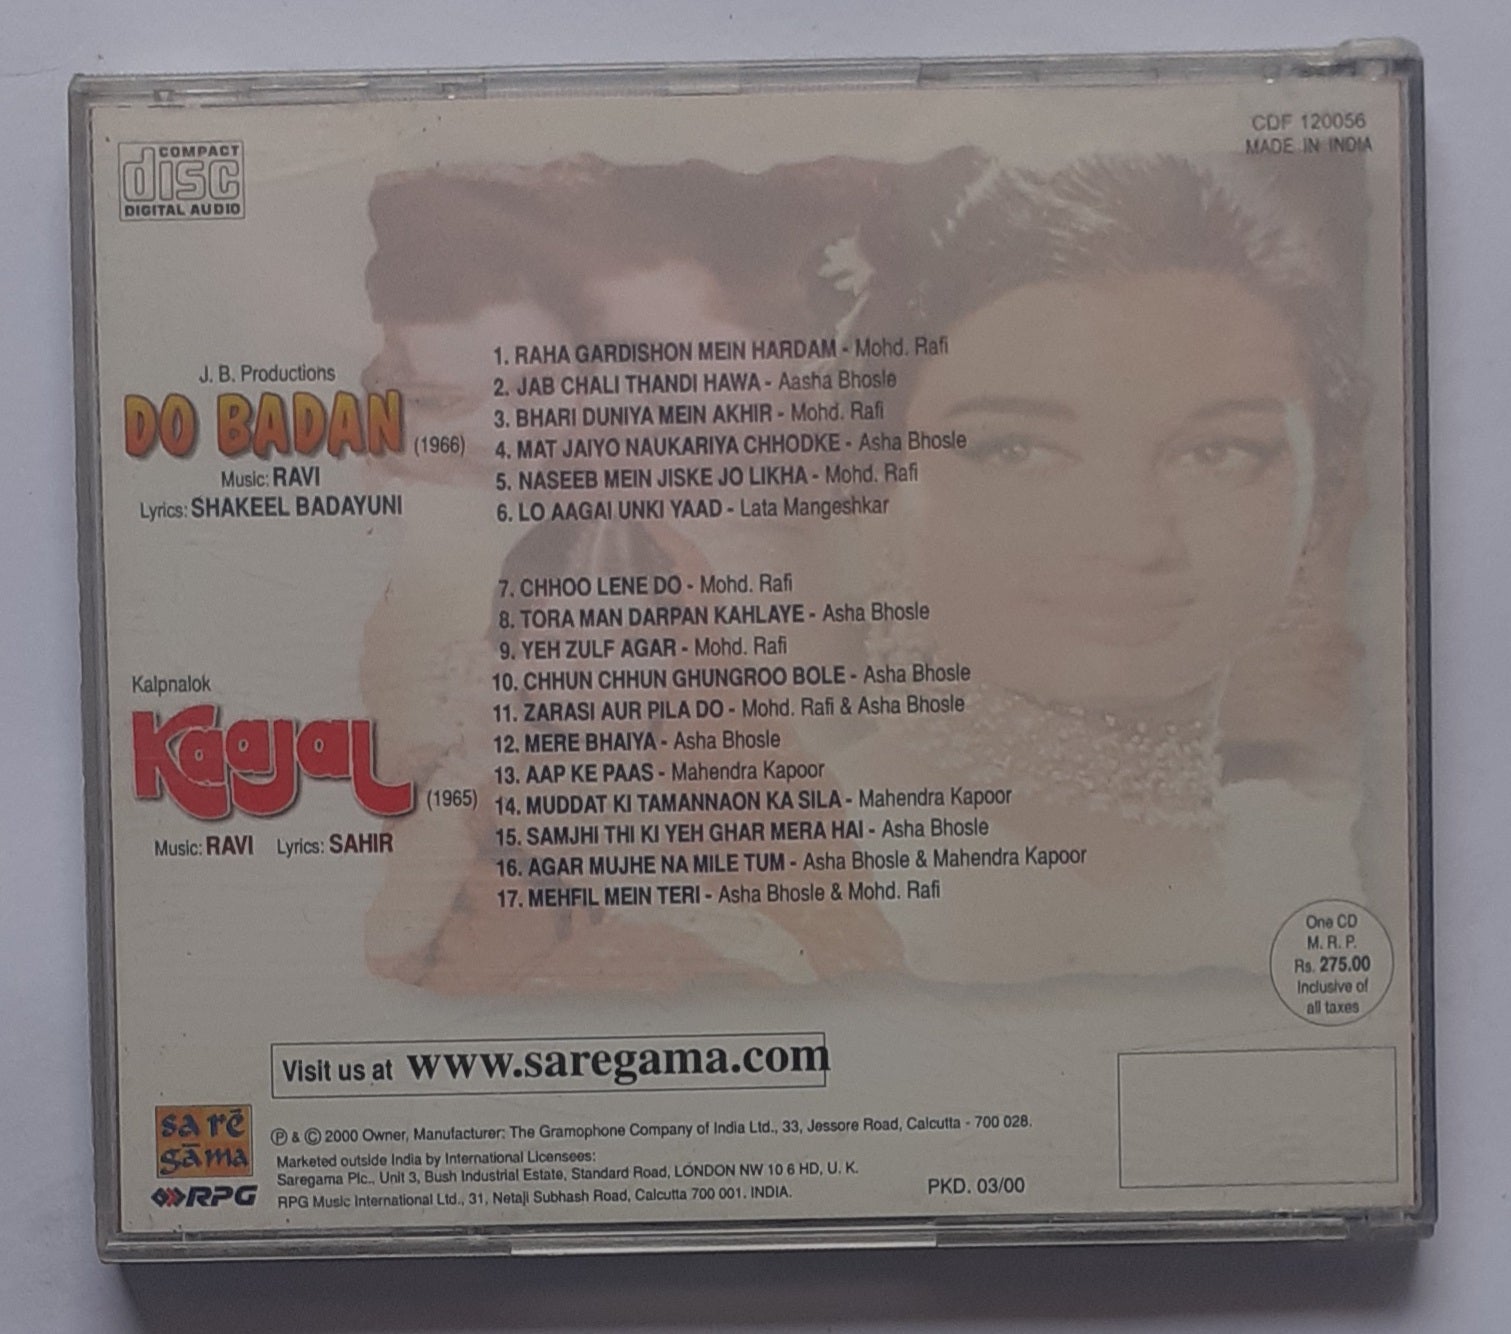 COMPACT
disc
DIGITAL AUDIO
CDF 120056
MADE IN INDIA
J. B. Productions
DO BADAN (1966)
Music: RAVI
Lyrics: SHAKEEL BADAYUNI
1. RAHA GARDISHON MEIN HARDAM - Mohd. Rafi
2. JAB CHALI THANDI HAWA - Aasha Bhosle
3. BHARI DUNIYA MEIN AKHIR - Mohd. Rafi
4. MAT JAIYO NAUKARIYA CHHODKE - Asha Bhosle
5. NASEEB MEIN JISKE JO LIKHA - Mohd. Rafi
6. LO AAGAI UNKI YAAD - Lata Mangeshkar
Kalpnalok
Kaajal (1965)
Music: RAVI Lyrics: SAHIR
7. CHHOO LENE DO - Mohd. Rafi
8. TORA MAN DARPAN KAHLAYE - Asha Bhosle
9. YEH ZULF AGAR - Mohd. Rafi
10. CHHUN CHHUN GHUNGROO BOLE - Asha Bhosle
11. ZARASI AUR PILA DO - Mohd. Rafi & Asha Bhosle
12. MERE BHAIYA - Asha Bhosle
13. AAP KE PAAS - Mahendra Kapoor
14. MUDDAT KI TAMANNAON KA SILA - Mahendra Kapoor
15. SAMJHI THI KI YEH GHAR MERA HAI - Asha Bhosle
16. AGAR MUJHE NA MILE TUM - Asha Bhosle & Mahendra Kapoor
17. MEHFIL MEIN TERI - Asha Bhosle & Mohd. Rafi
One CD
M. R. P.
Rs. 275.00
Inclusive of
all taxes
Visit us at www.saregama.com
sa rē
gāma
RPG
℗ & © 2000 Owner, Manufacturer: The Gramophone Company of India Ltd., 33, Jessore Road, Calcutta - 700 028.
Marketed outside India by International Licensees:
Saregama Plc., Unit 3, Bush Industrial Estate, Standard Road, LONDON NW 10 6 HD, U. K.
RPG Music International Ltd., 31, Netaji Subhash Road, Calcutta 700 001. INDIA.
PKD. 03/00